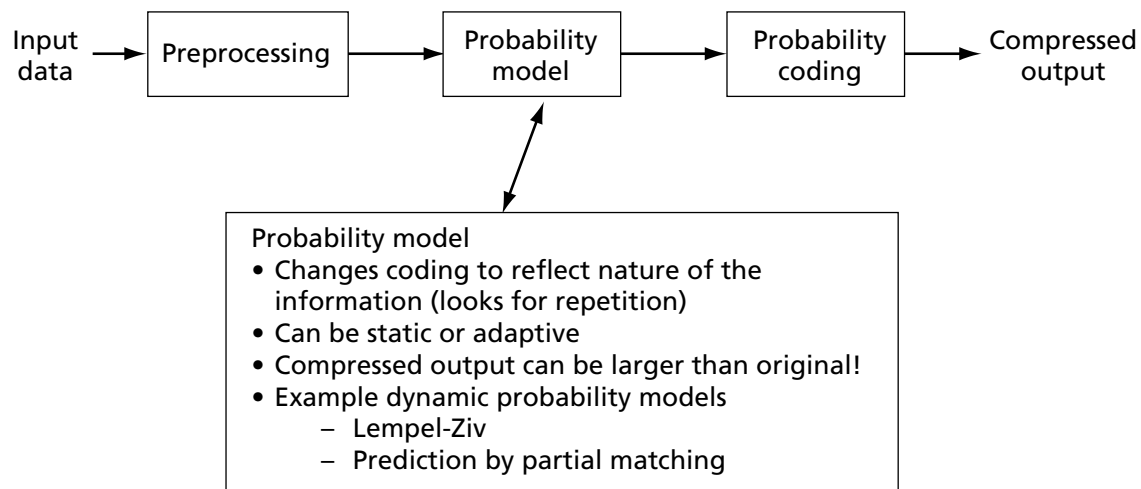 Input
data
Preprocessing
Probability
model
Probability
coding
Compressed
output
Probability model
• Changes coding to reflect nature of the
information (looks for repetition)
• Can be static or adaptive
• Compressed output can be larger than original!
• Example dynamic probability models
– Lempel-Ziv
– Prediction by partial matching